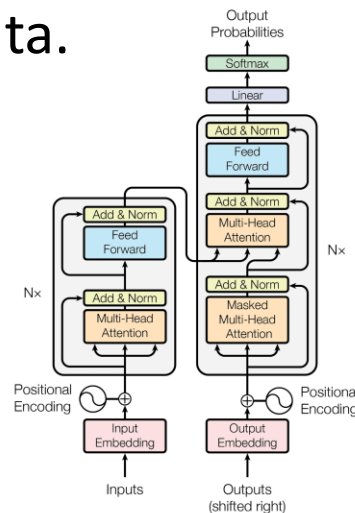 ta.
Output
Probabilities
Softmax
Linear
Add & Norm
Feed
Forward
Add & Norm
Multi-Head
Attention
Add & Norm
Masked
Multi-Head
Attention
N×
Add & Norm
Feed
Forward
Add & Norm
Multi-Head
Attention
N×
Positional
Encoding
Input
Embedding
Inputs
Positiona
Encoding
Output
Embedding
Outputs
(shifted right)